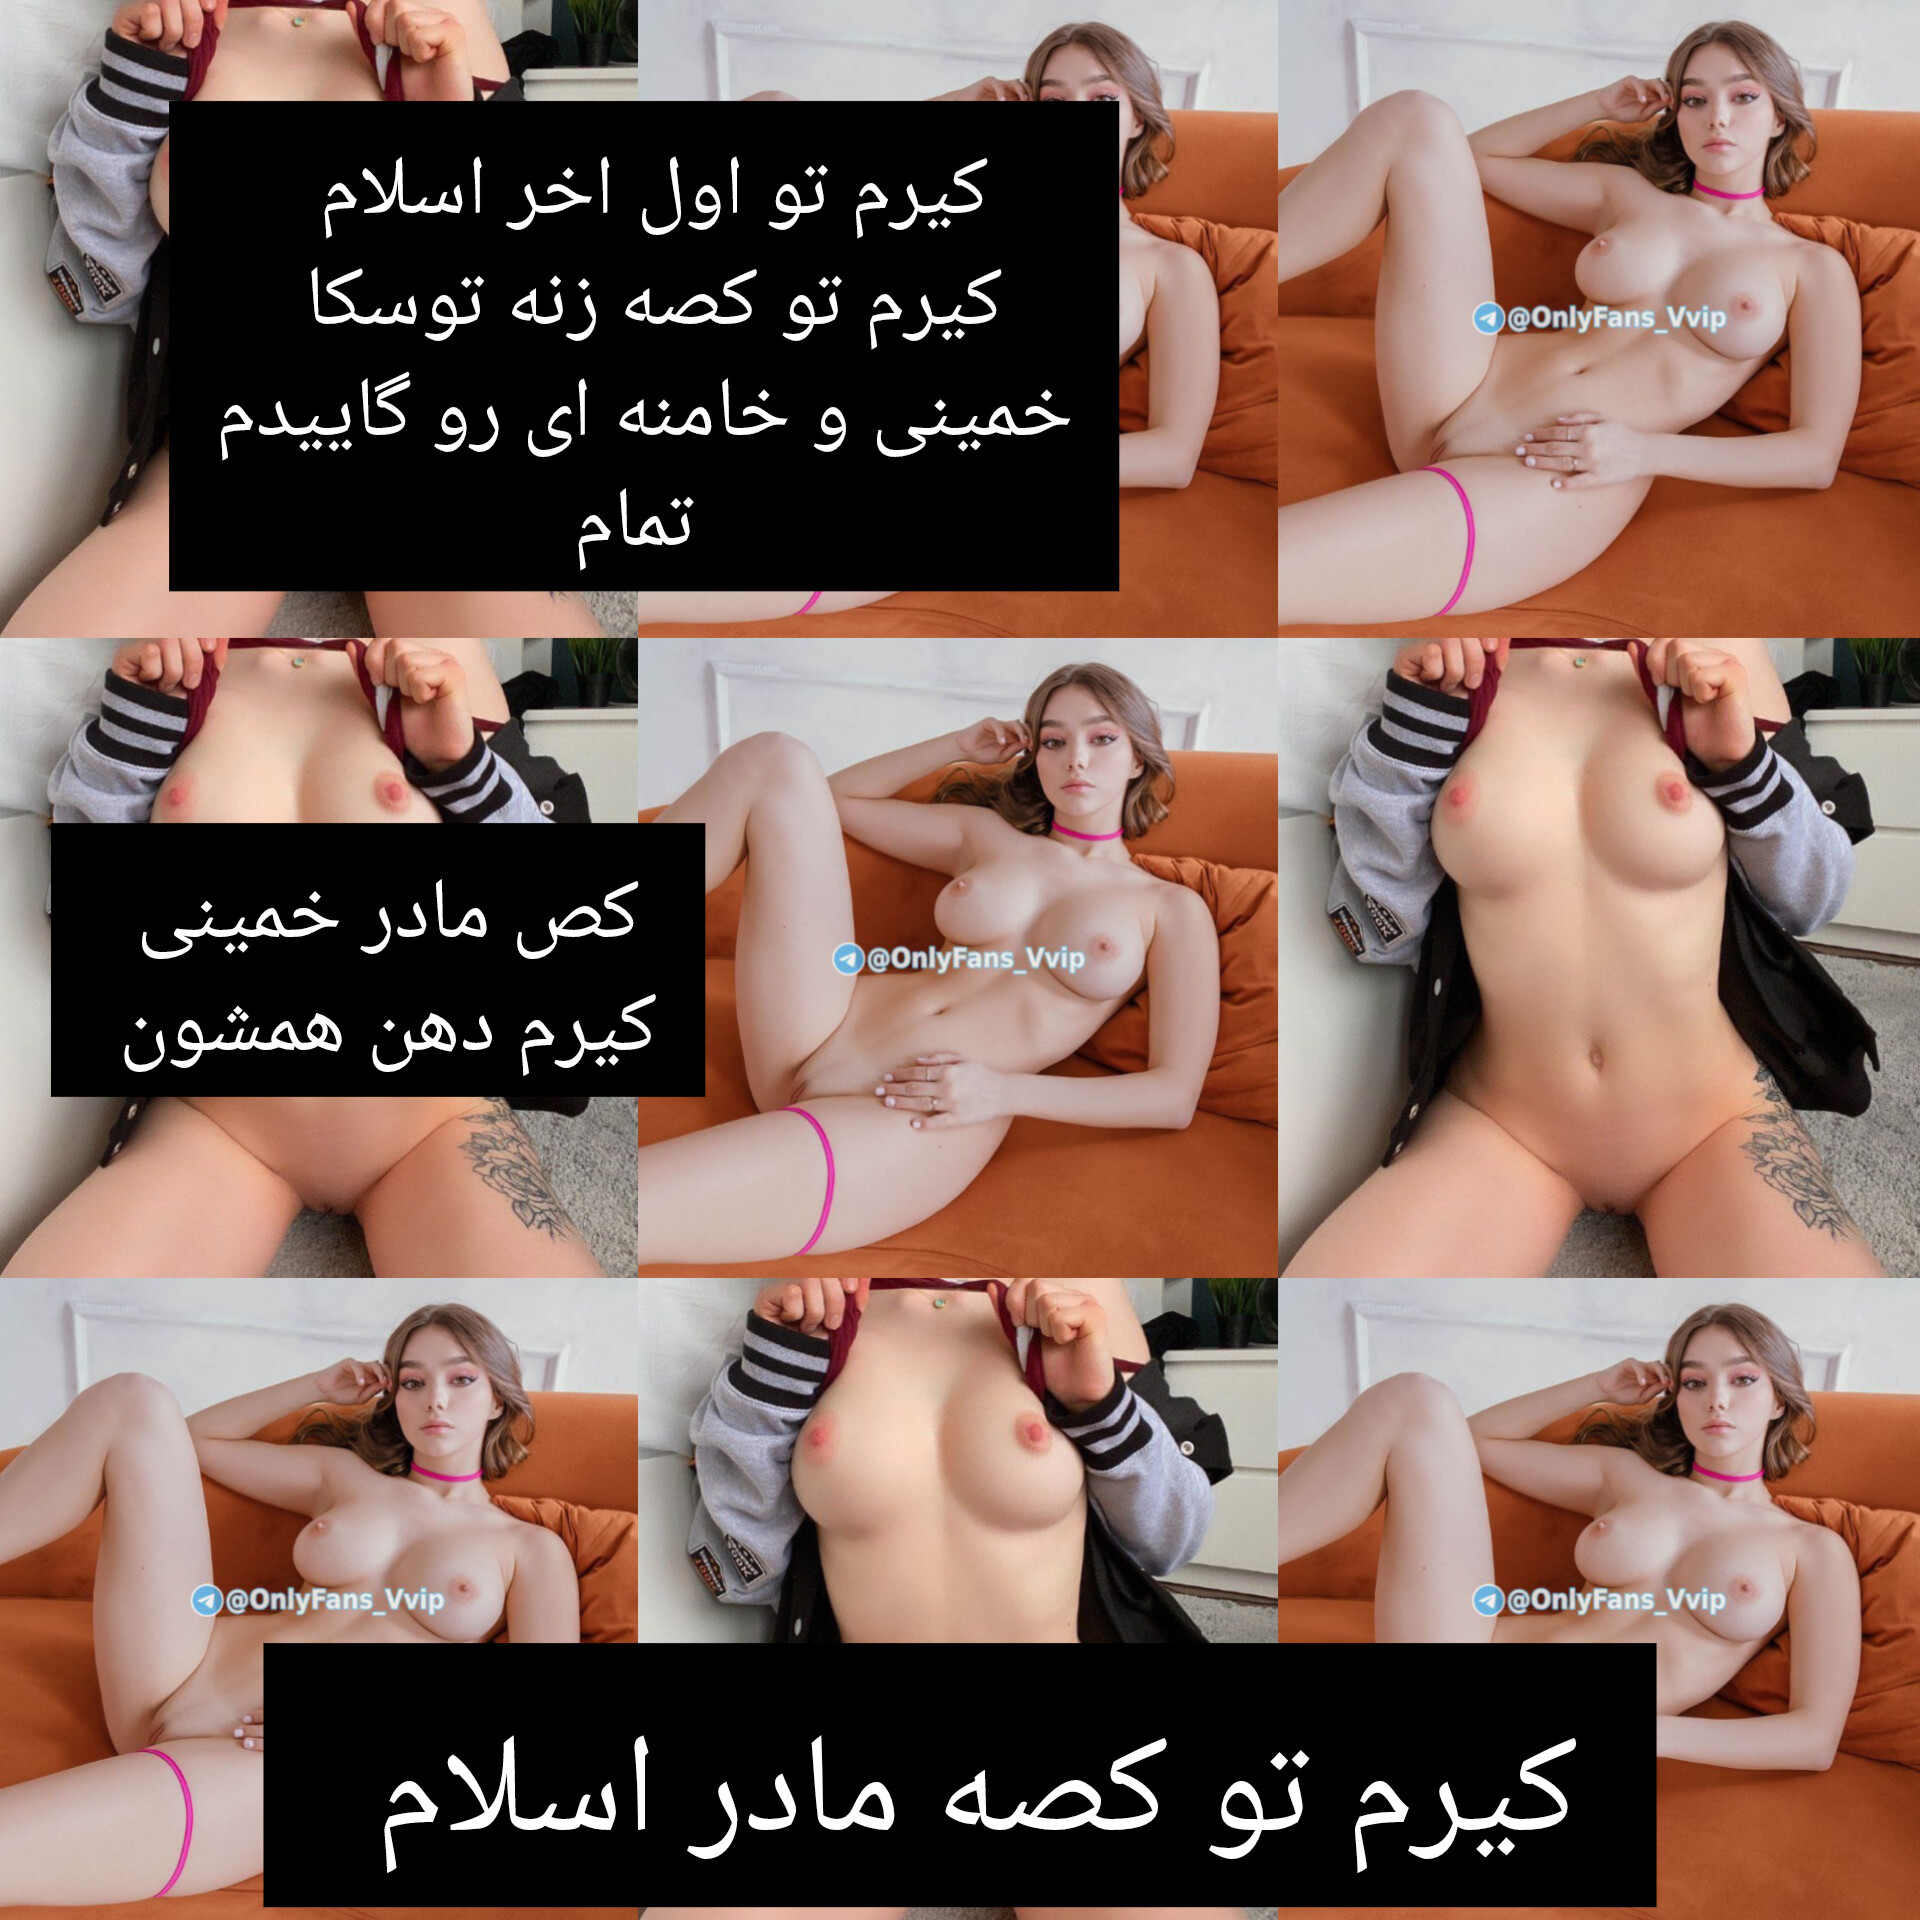 کیرم تو اول اخر اسلام
کیرم تو کصه زنه توسکا
خمینی و خامنه ای رو گاییدم
تمام
@OnlyFans_Vvip
کص مادر خمینی
کیرم دهن همشون
@OnlyFans_Vvip
@OnlyFans_Vvip
@OnlyFans_Vvip
کیرم تو کصه مادر اسلام